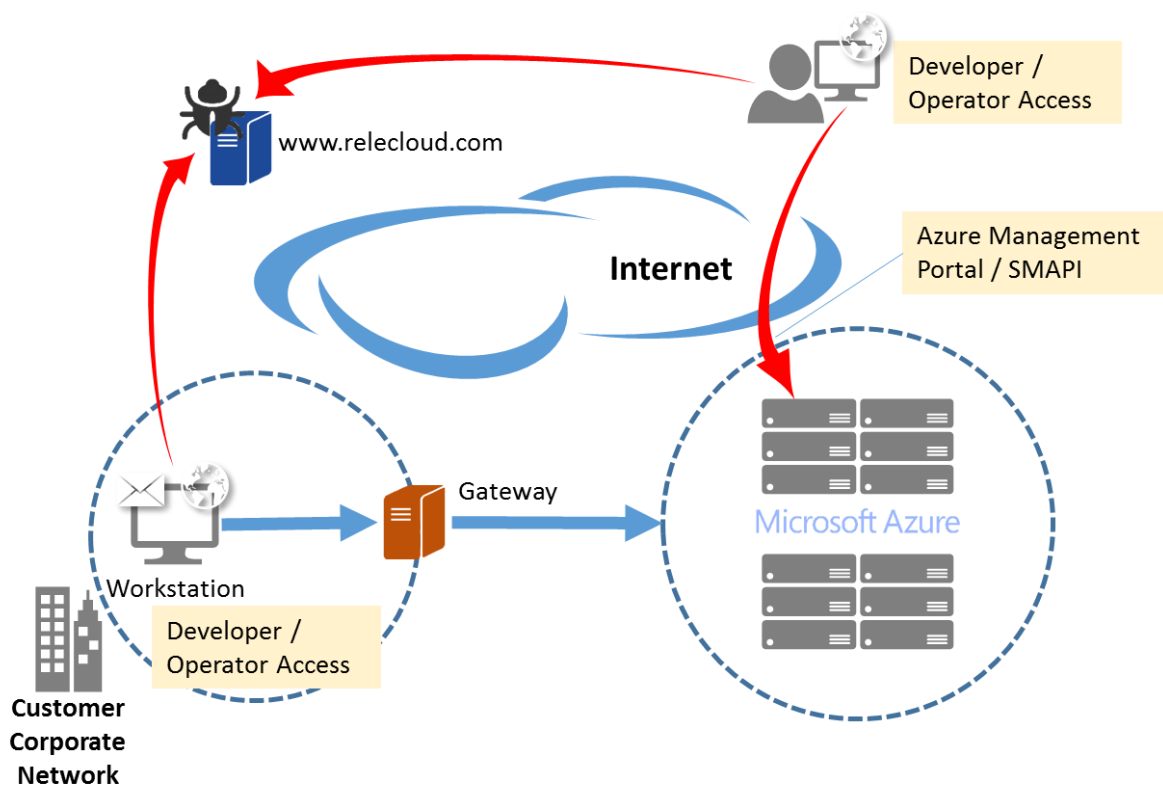 Developer /
Operator Access
www.relecloud.com
Azure Management
Portal / SMAPI
Internet
Gateway
Microsoft Azure
Workstation
Developer /
Operator Access
Customer
Corporate
Network